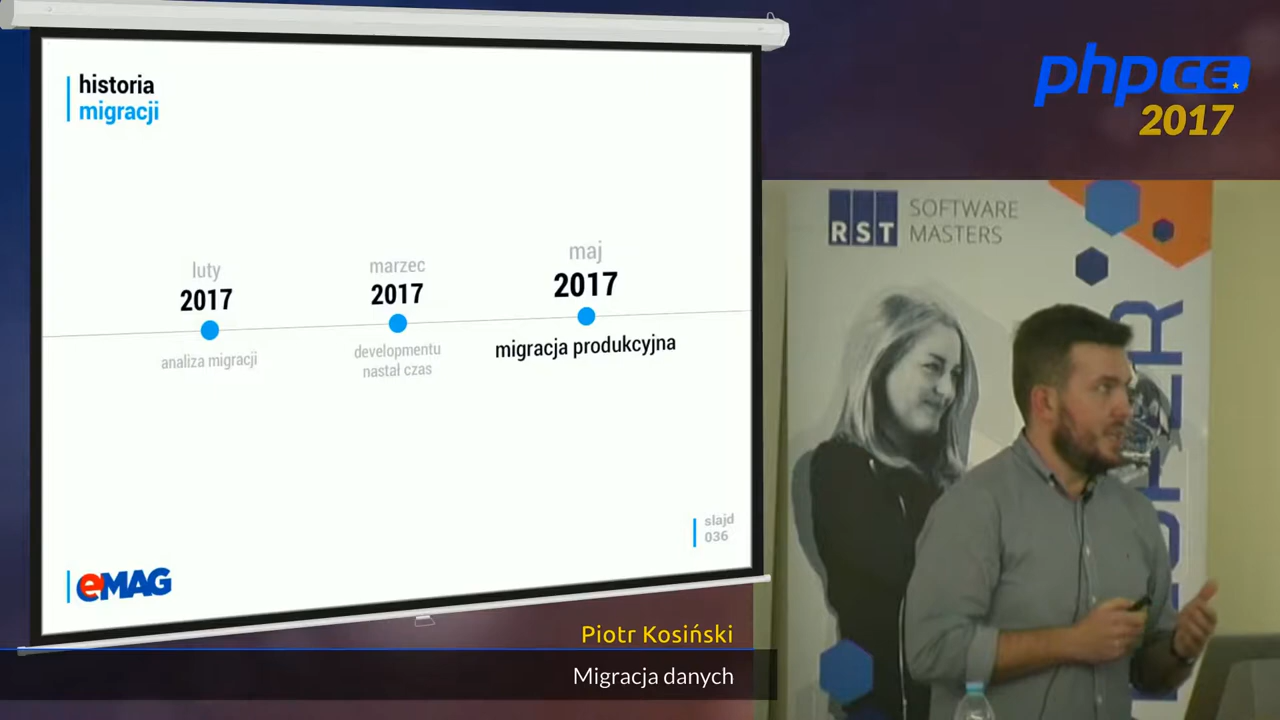 historia
migracji
luty
2017
analiza migracji
marzec
2017
developmentu
nastał czas
maj
2017
migracja produkcyjna
slajd
036
eMAG
phpCE
2017
RST
SOFTWARE
MASTERS
Piotr Kosiński
Migracja danych